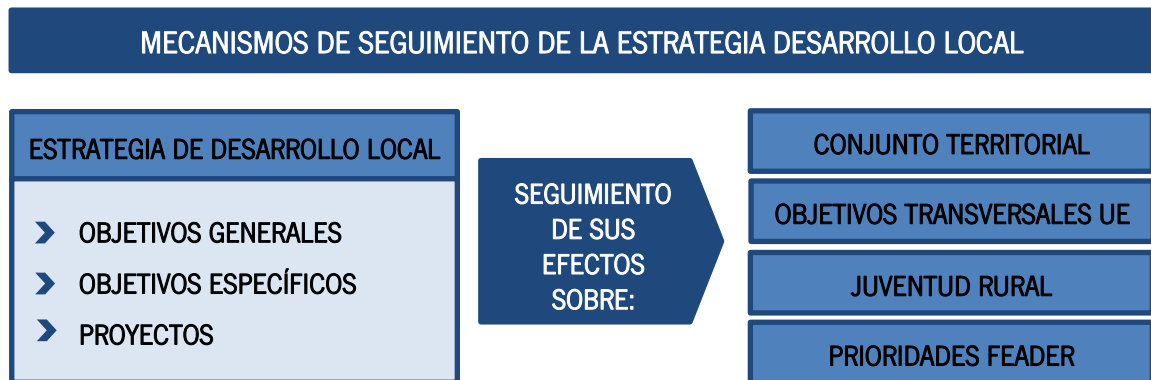 MECANISMOS DE SEGUIMIENTO DE LA ESTRATEGIA DESARROLLO LOCAL
ESTRATEGIA DE DESARROLLO LOCAL
OBJETIVOS GENERALES
OBJETIVOS ESPECÍFICOS
PROYECTOS
SEGUIMIENTO
DE SUS
EFECTOS
SOBRE:
CONJUNTO TERRITORIAL
OBJETIVOS TRANSVERSALES UE
JUVENTUD RURAL
PRIORIDADES FEADER